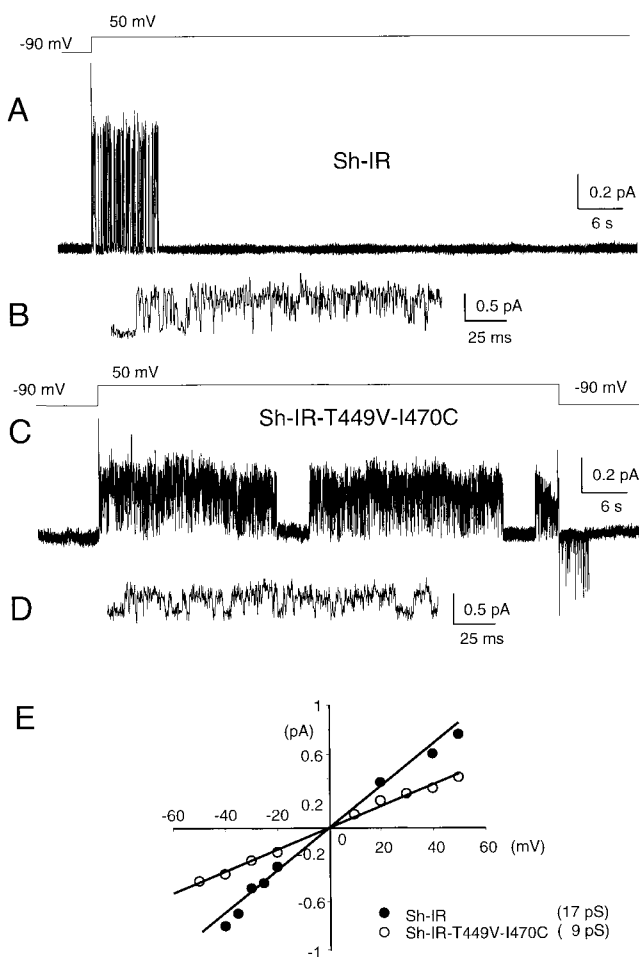 50 mV
-90 mV
A
Sh-IR
0.2 pA
6 s
B
0.5 pA
25 ms
50 mV
-90 mV
-90 mV
Sh-IR-T449V-I470C
C
0.2 pA
6 s
D
0.5 pA
25 ms
E
1
(pA)
0.6
0.2
-60 -40 -20
0 20 40 60 (mV)
-0.2
-0.6
-1
Sh-IR (17 pS)
Sh-IR-T449V-I470C ( 9 pS)